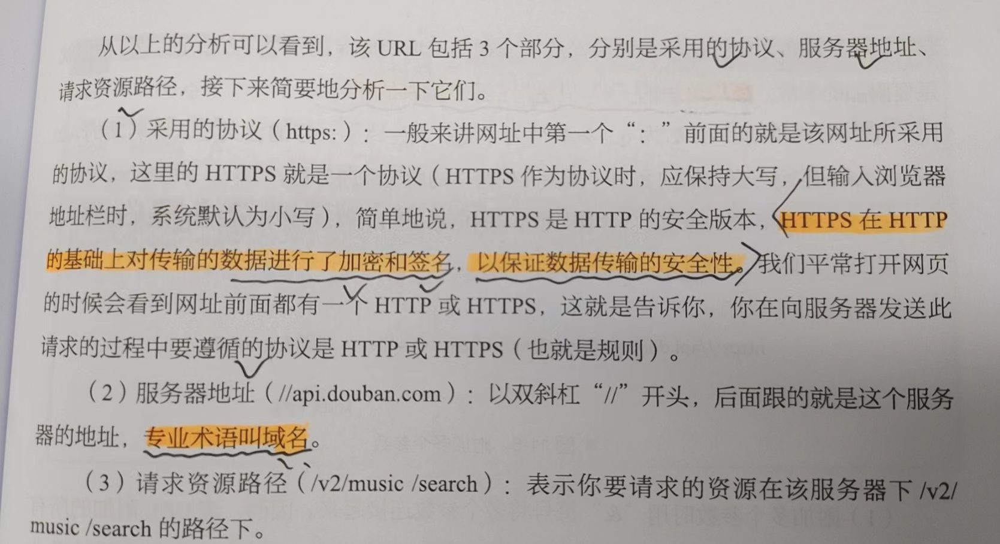 从以上的分析可以看到，该 URL 包括 3 个部分，分别是采用的协议、服务器地址、
请求资源路径，接下来简要地分析一下它们。
（1）采用的协议（https:）：一般来讲网址中第一个“：”前面的就是该网址所采用
的协议，这里的 HTTPS 就是一个协议（HTTPS 作为协议时，应保持大写，但输入浏览器
地址栏时，系统默认为小写），简单地说，HTTPS 是 HTTP 的安全版本，HTTPS 在 HTTP
的基础上对传输的数据进行了加密和签名，以保证数据传输的安全性。我们平常打开网页
的时候会看到网址前面都有一个 HTTP 或 HTTPS，这就是告诉你，你在向服务器发送此
请求的过程中要遵循的协议是 HTTP 或 HTTPS（也就是规则）。
（2）服务器地址（//api.douban.com）：以双斜杠“//”开头，后面跟的就是这个服务
器的地址，专业术语叫域名。
（3）请求资源路径（/v2/music /search）：表示你要请求的资源在该服务器下 /v2/
music /search 的路径下。